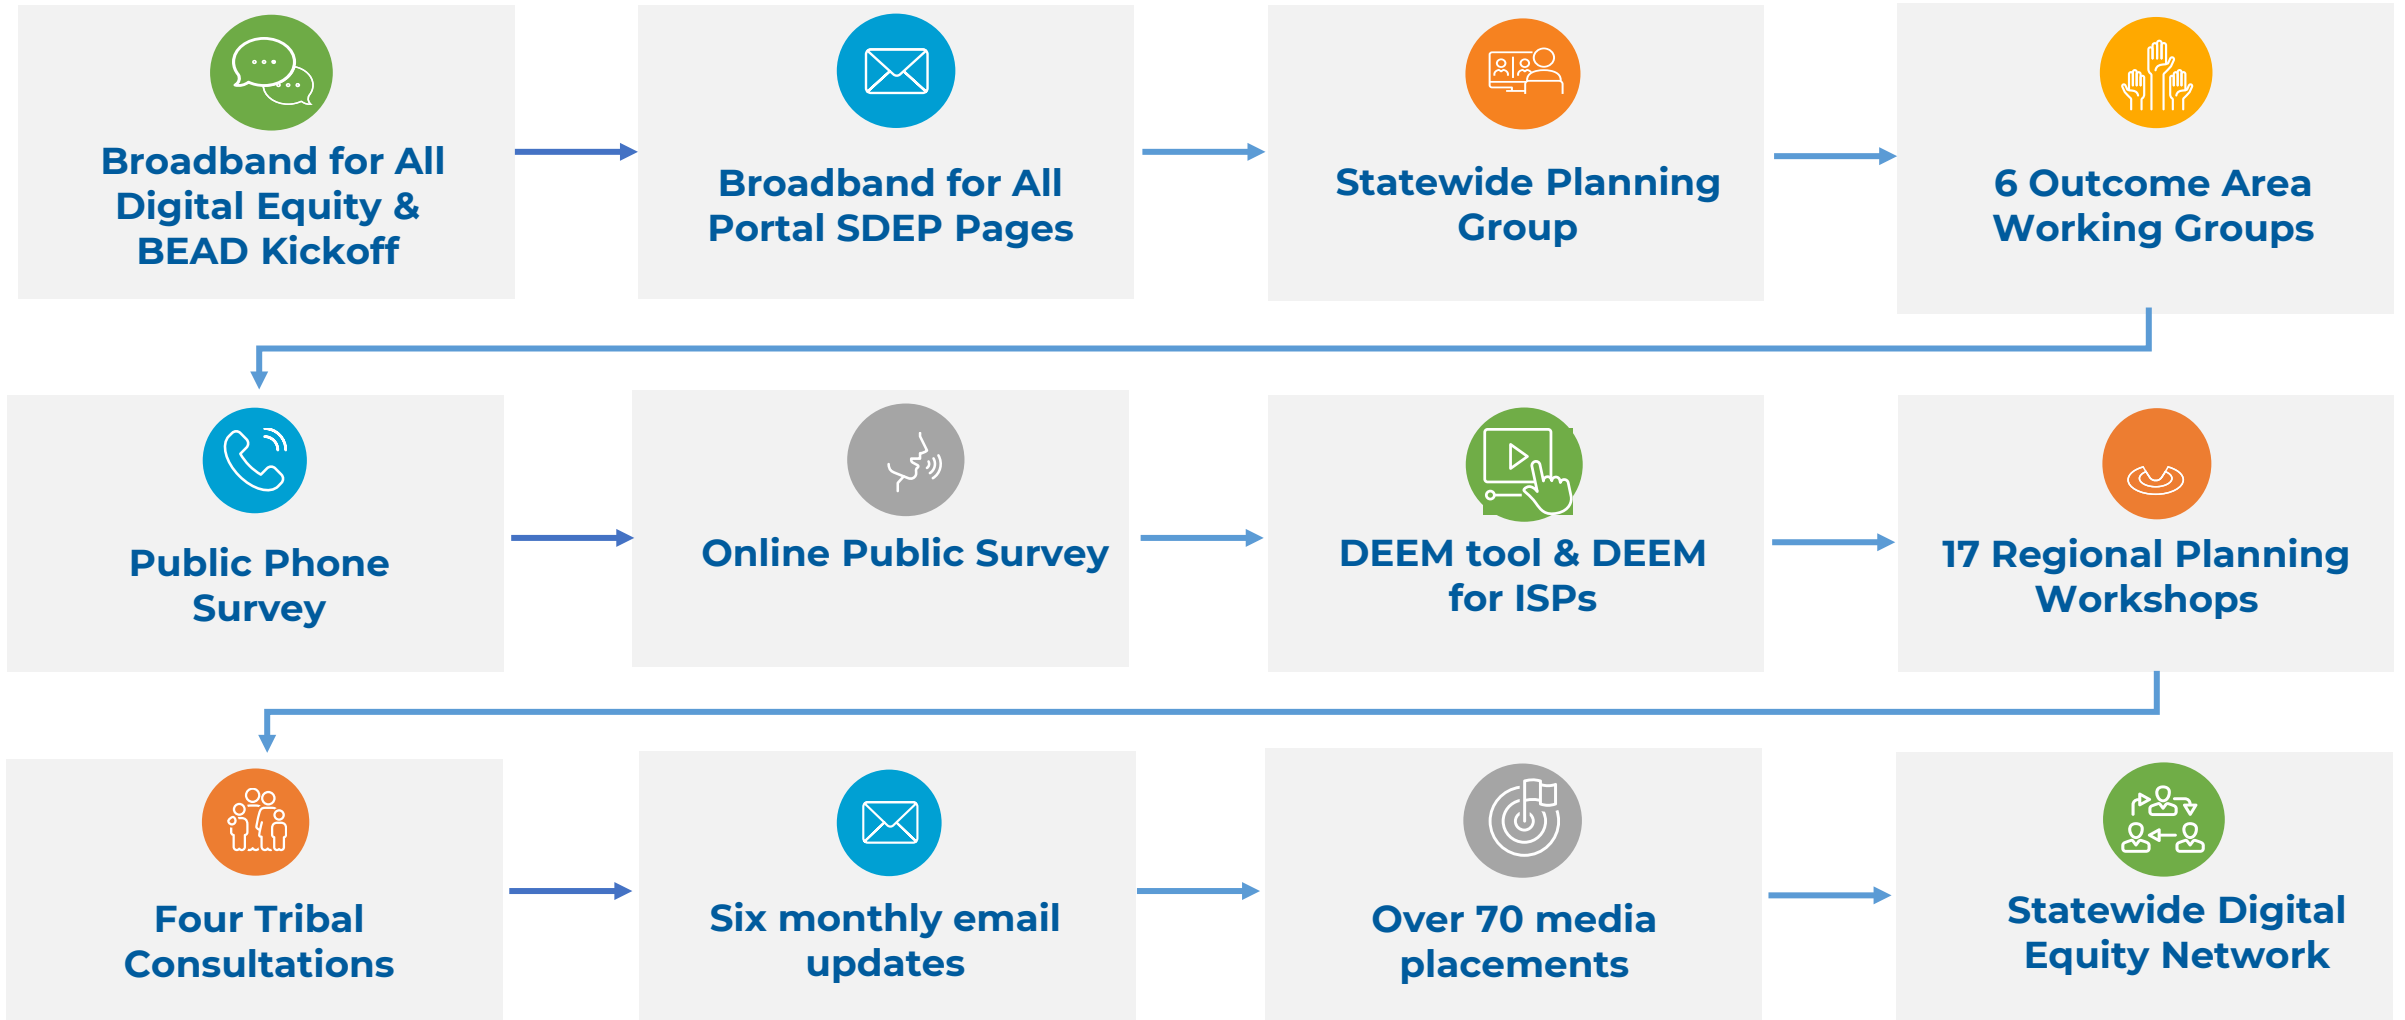 Broadband for All
Digital Equity &
BEAD Kickoff
Broadband for All
Portal SDEP Pages
Statewide Planning
Group
6 Outcome Area
Working Groups
Public Phone
Survey
Online Public Survey
DEEM tool & DEEM
for ISPs
17 Regional Planning
Workshops
Four Tribal
Consultations
Six monthly email
updates
Over 70 media
placements
Statewide Digital
Equity Network